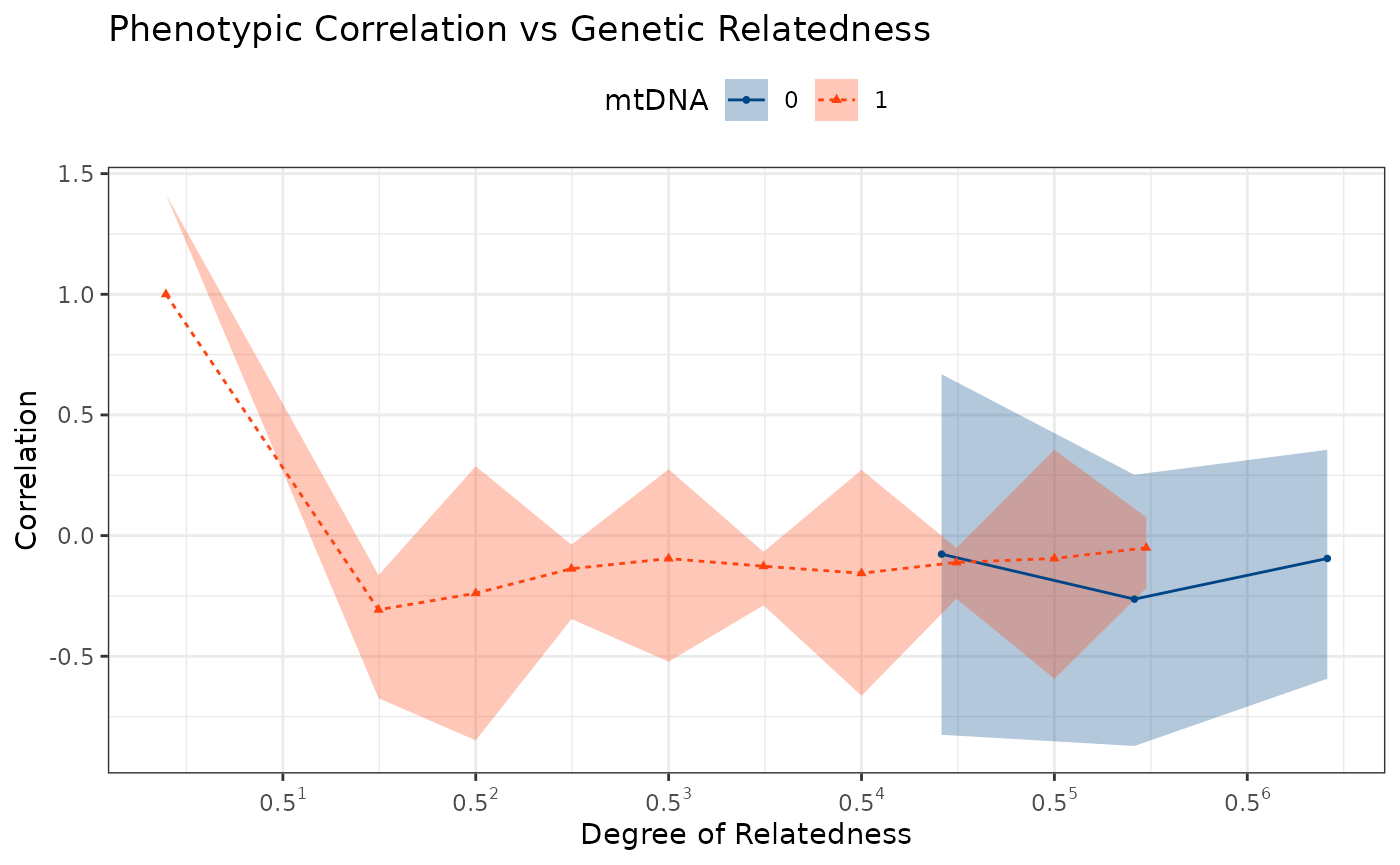 Phenotypic Correlation vs Genetic Relatedness
mtDNA 0 1
Correlation
1.5
1.0
0.5
0.0
-0.5
0.5¹ 0.5² 0.5³ 0.5⁴ 0.5⁵ 0.5⁶
Degree of Relatedness